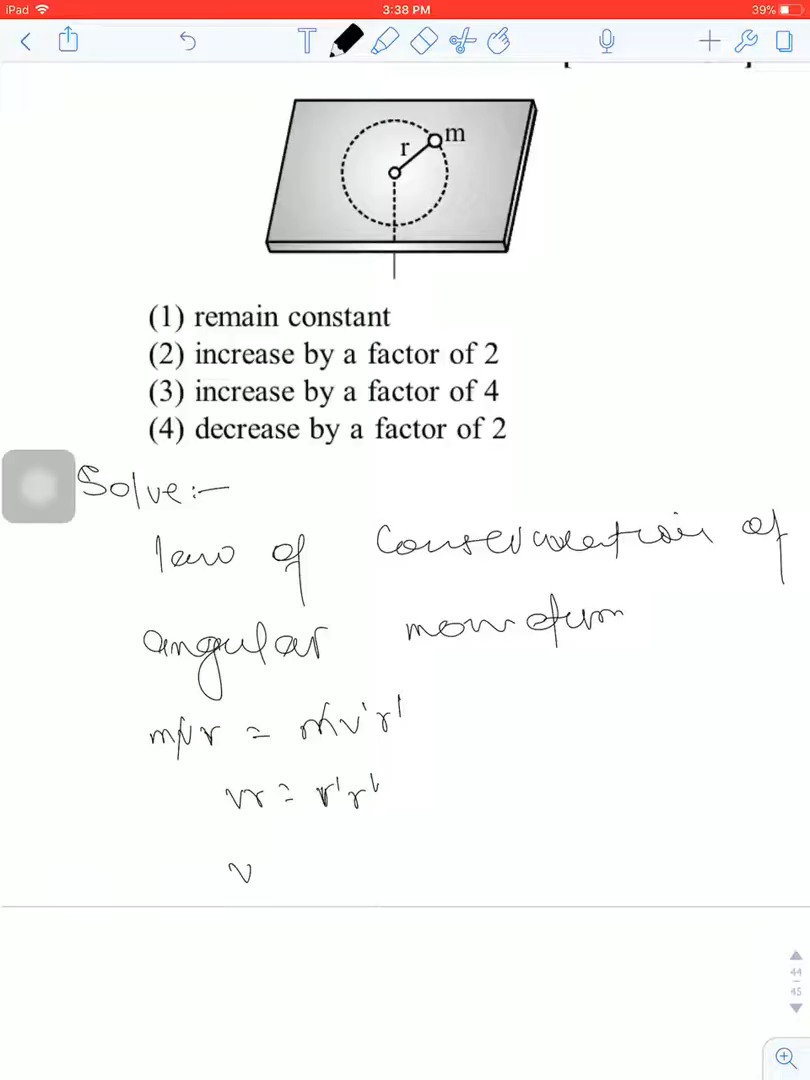 iPad 3:38 PM 39%
T
r m
(1) remain constant
(2) increase by a factor of 2
(3) increase by a factor of 4
(4) decrease by a factor of 2
Solve:-
law of Conservation of
angular momentum
mvr = mv'r'
vr = v'r'
v
44
45